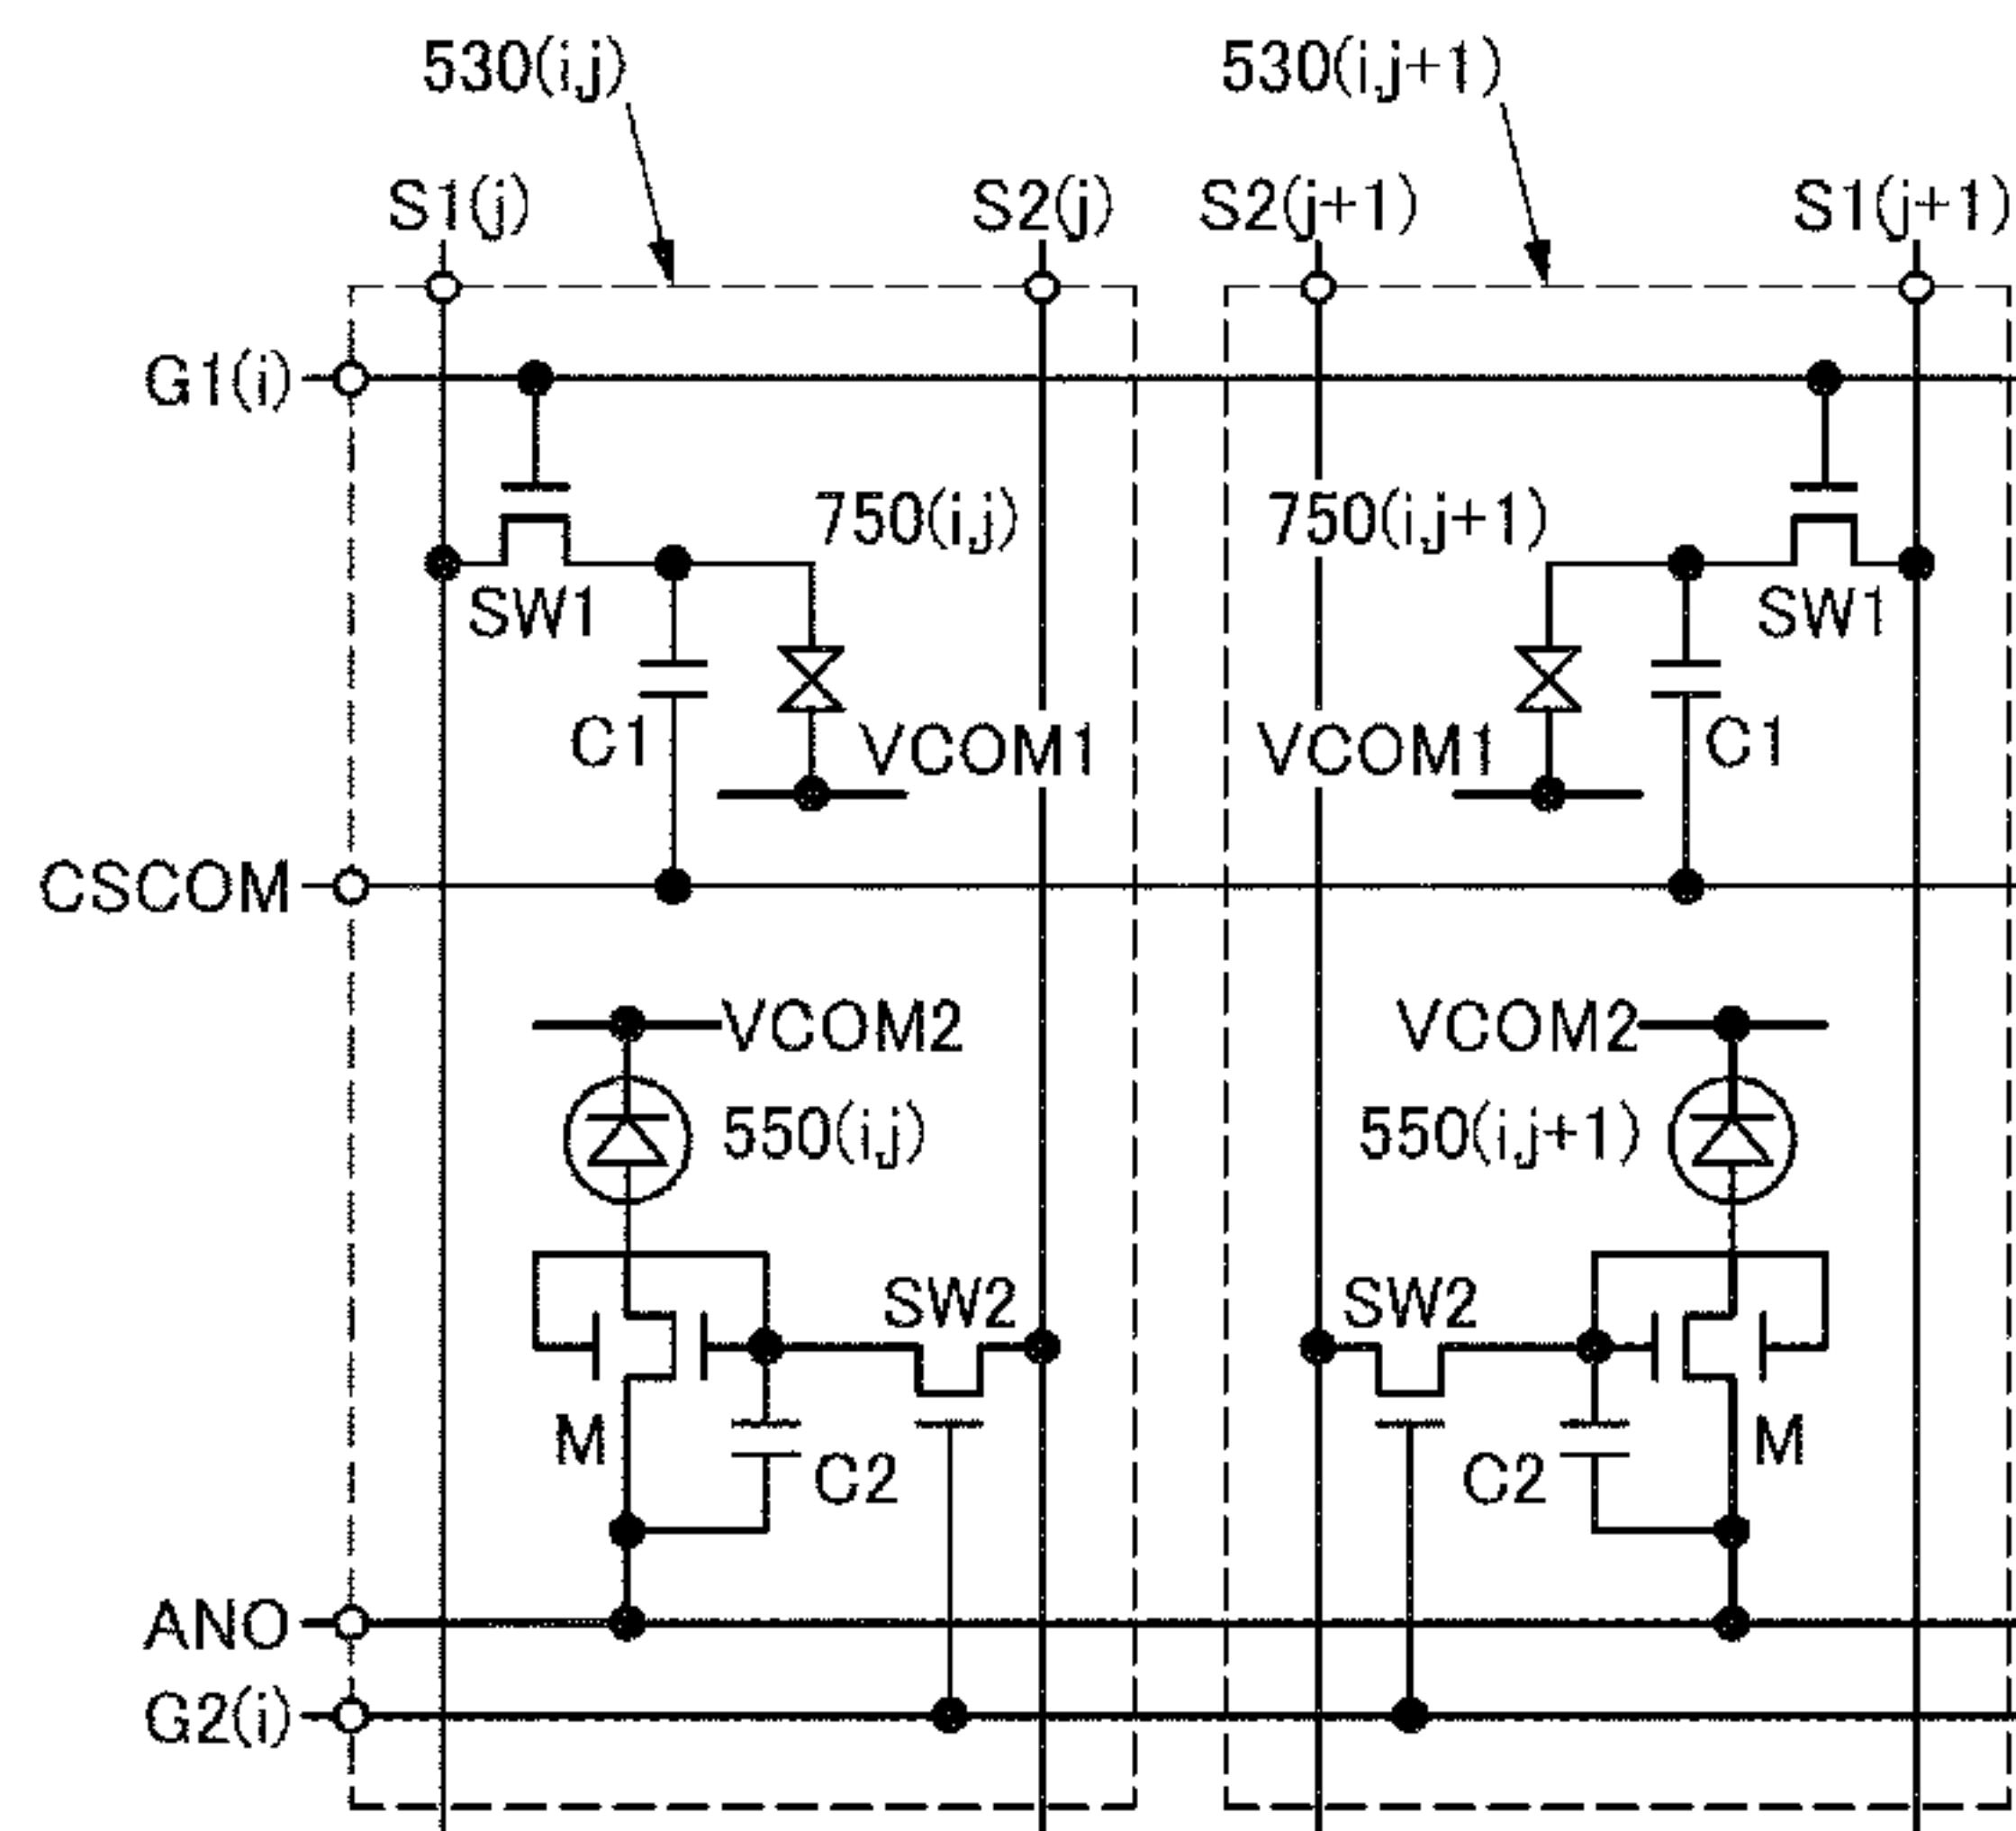 530(i,j) 530(i,j+1)
S1(j) S2(j) S2(j+1) S1(j+1)
G1(i)
750(i,j) 750(i,j+1)
SW1 SW1
C1 VCOM1 VCOM1 C1
CSCOM
VCOM2 VCOM2
550(i,j) 550(i,j+1)
SW2 SW2
M C2 C2 M
ANO
G2(i)